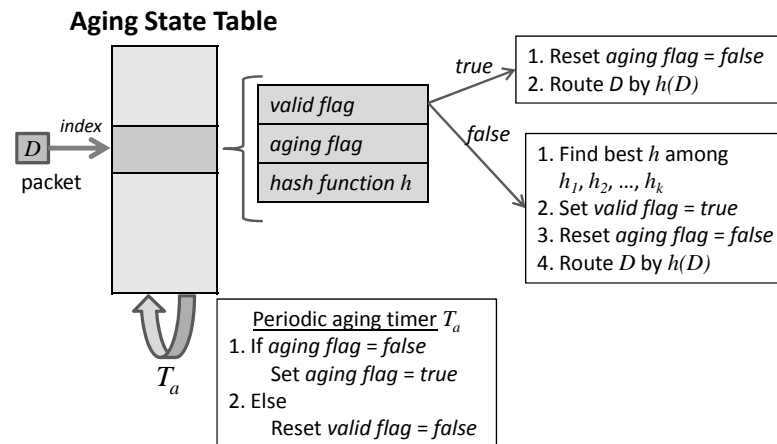 Aging State Table
D
index
packet
valid flag
aging flag
hash function h
true
false
1. Reset aging flag = false
2. Route D by h(D)
1. Find best h among
h1, h2, ..., hk
2. Set valid flag = true
3. Reset aging flag = false
4. Route D by h(D)
Ta
Periodic aging timer Ta
1. If aging flag = false
Set aging flag = true
2. Else
Reset valid flag = false